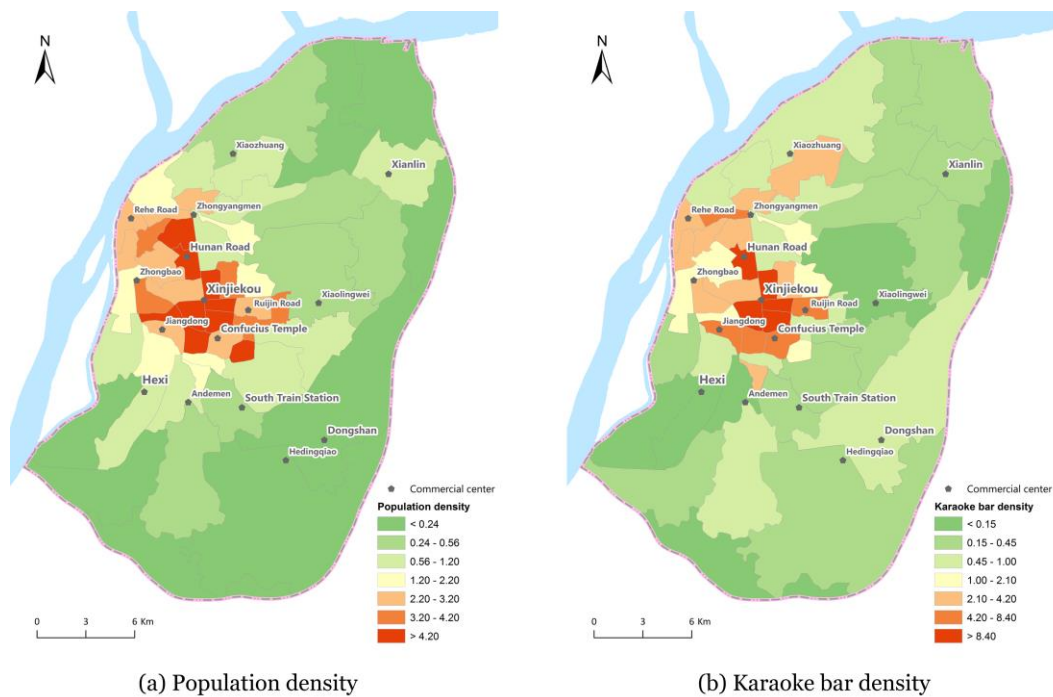 N
Xiaozhuang
Xianlin
Rehe Road
Zhongyangmen
Hunan Road
Zhongbao
Xinjiekou
Xiaolingwei
Ruijin Road
Jiangdong
Confucius Temple
Hexi
Andemen
South Train Station
Dongshan
Hedingqiao
Commercial center
Population density
< 0.24
0.24 - 0.56
0.56 - 1.20
1.20 - 2.20
2.20 - 3.20
3.20 - 4.20
> 4.20
0 3 6 Km
(a) Population density
N
Xiaozhuang
Xianlin
Rehe Road
Zhongyangmen
Hunan Road
Zhongbao
Xinjiekou
Xiaolingwei
Ruijin Road
Jiangdong
Confucius Temple
Hexi
Andemen
South Train Station
Dongshan
Hedingqiao
Commercial center
Karaoke bar density
< 0.15
0.15 - 0.45
0.45 - 1.00
1.00 - 2.10
2.10 - 4.20
4.20 - 8.40
> 8.40
0 3 6 Km
(b) Karaoke bar density